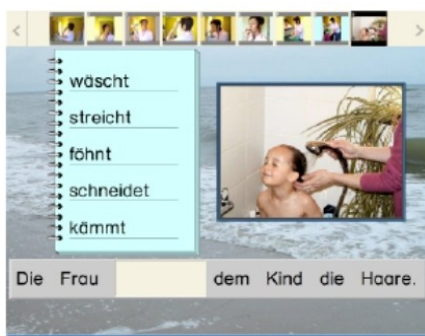 wäscht
streicht
föhnt
schneidet
kämmt
Die Frau dem Kind die Haare.